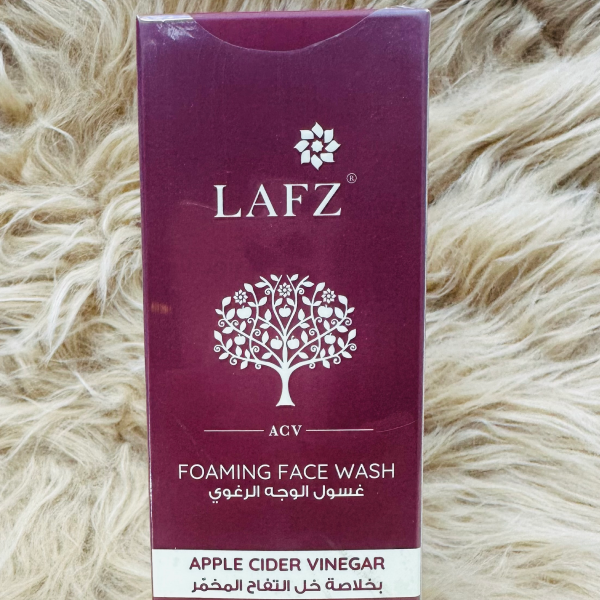 LAFZ®
ACV
FOAMING FACE WASH
غسول الوجه الرغوي
APPLE CIDER VINEGAR
بخلاصة خل التفاح المخمّر